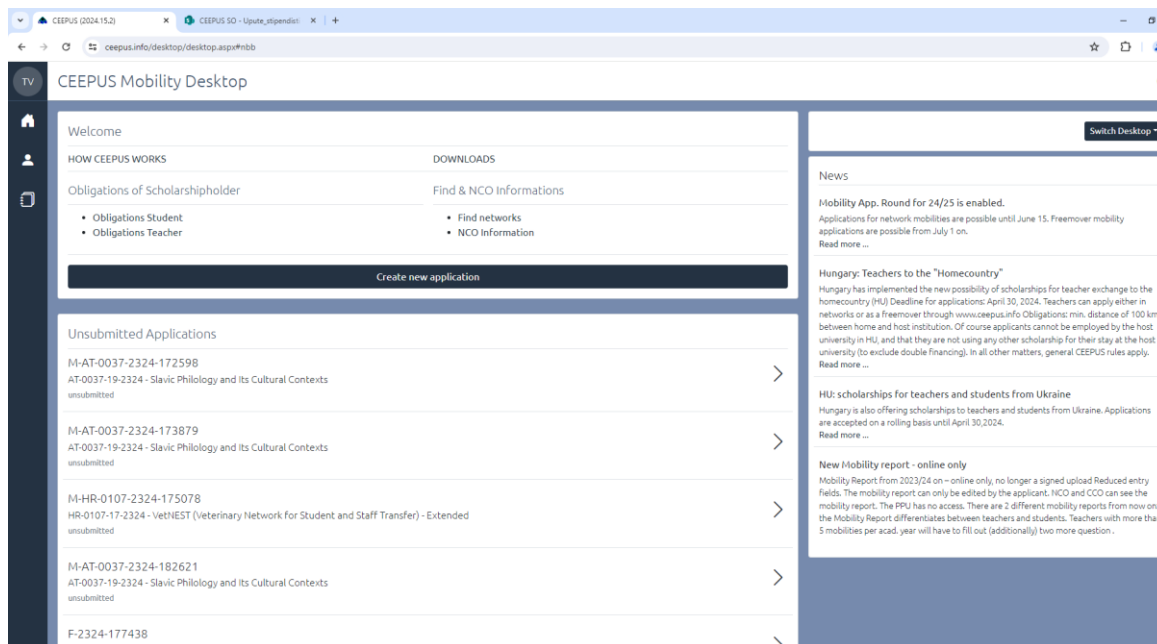 CEEPUS (2024.15.2)
CEEPUS SO - Upute_stipendisti
ceepus.info/desktop/desktop.aspx#nbb
TV
CEEPUS Mobility Desktop
Welcome
HOW CEEPUS WORKS
DOWNLOADS
Obligations of Scholarshipholder
Find & NCO Informations
Obligations Student
Obligations Teacher
Find networks
NCO Information
Create new application
Unsubmitted Applications
M-AT-0037-2324-172598
AT-0037-19-2324 - Slavic Philology and Its Cultural Contexts
unsubmitted
M-AT-0037-2324-173879
AT-0037-19-2324 - Slavic Philology and Its Cultural Contexts
unsubmitted
M-HR-0107-2324-175078
HR-0107-17-2324 - VetNEST (Veterinary Network for Student and Staff Transfer) - Extended
unsubmitted
M-AT-0037-2324-182621
AT-0037-19-2324 - Slavic Philology and Its Cultural Contexts
unsubmitted
F-2324-177438
Switch Desktop
News
Mobility App. Round for 24/25 is enabled.
Applications for network mobilities are possible until June 15. Freemover mobility
applications are possible from July 1 on.
Read more ...
Hungary: Teachers to the "Homecountry"
Hungary has implemented the new possibility of scholarships for teacher exchange to the
homecountry (HU) Deadline for applications: April 30, 2024. Teachers can apply either in
networks or as a freemover through www.ceepus.info Obligations: min. distance of 100 km
between home and host institution. Of course applicants cannot be employed by the host
university in HU, and that they are not using any other scholarship for their stay at the host
university (to exclude double financing). In all other matters, general CEEPUS rules apply.
Read more ...
HU: scholarships for teachers and students from Ukraine
Hungary is also offering scholarships to teachers and students from Ukraine. Applications
are accepted on a rolling basis until April 30,2024.
Read more ...
New Mobility report - online only
Mobility Report from 2023/24 on – online only, no longer a signed upload Reduced entry
fields. The mobility report can only be edited by the applicant. NCO and CCO can see the
mobility report. The PPU has no access. There are 2 different mobility reports from now on
the Mobility Report differentiates between teachers and students. Teachers with more tha
5 mobilities per acad. year will have to fill out (additionally) two more question .